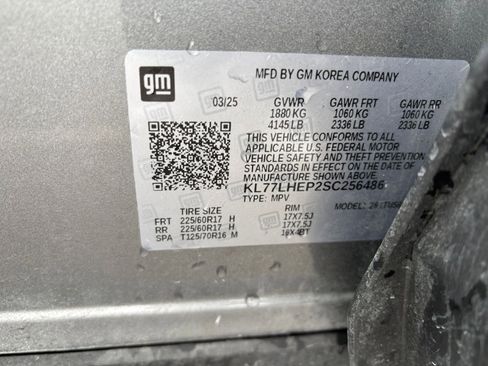 gm
MFD BY GM KOREA COMPANY
03/25 GVWR GAWR FRT GAWR RR
1880 KG 1060 KG 1060 KG
4145 LB 2336 LB 2336 LB
THIS VEHICLE CONFORMS TO ALL
APPLICABLE U.S. FEDERAL MOTOR
VEHICLE SAFETY AND THEFT PREVENTION
STANDARDS IN EFFECT ON THE DATE OF
MANUFACTURE SHOWN ABOVE.
KL77LHEP2SC256486
TYPE: MPV MODEL:
TIRE SIZE RIM
FRT 225/60R17 H 17X7.5J
RR 225/60R17 H 17X7.5J
SPA T125/70R16 M 16X4BT